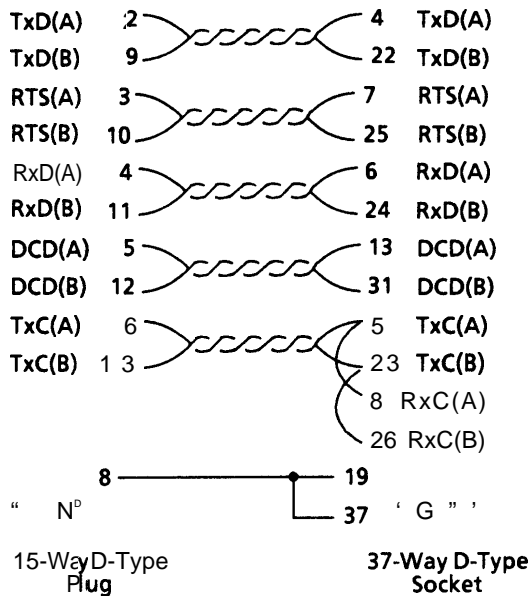 TxD(A) 2 4 TxD(A)
TxD(B) 9 22 TxD(B)
RTS(A) 3 7 RTS(A)
RTS(B) 10 25 RTS(B)
RxD(A) 4 6 RxD(A)
RxD(B) 11 24 RxD(B)
DCD(A) 5 13 DCD(A)
DCD(B) 12 31 DCD(B)
TxC(A) 6 5 TxC(A)
TxC(B) 13 23 TxC(B)
8 RxC(A)
26 RxC(B)
8 19
“ Nᴰ 37 ‘ G ” ’
15-Way D-Type 37-Way D-Type
Plug Socket